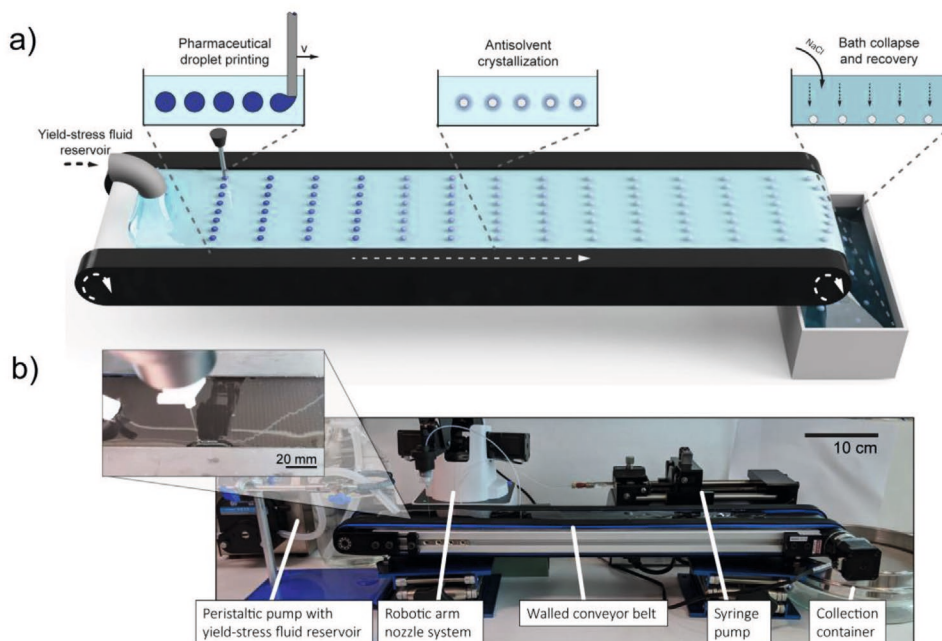 a)
Pharmaceutical
droplet printing
v
Antisolvent
crystallization
NaCl
Bath collapse
and recovery
Yield-stress fluid
reservoir
b)
20 mm
10 cm
Peristaltic pump with
yield-stress fluid reservoir
Robotic arm
nozzle system
Walled conveyor belt
Syringe
pump
Collection
container